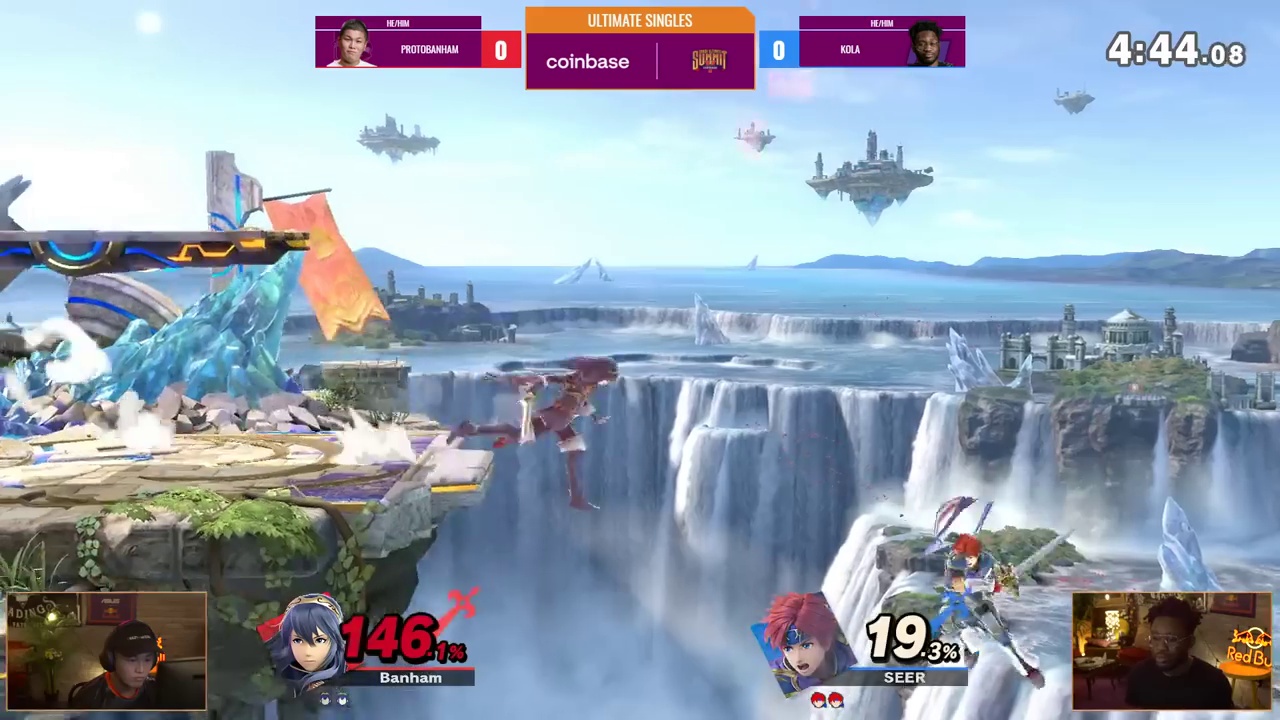 HE/HIM
PROTOBANHAM
0
ULTIMATE SINGLES
coinbase
SUMMIT
0
HE/HIM
KOLA
4:44.08
146.1%
Banham
19.3%
SEER
Red Bu